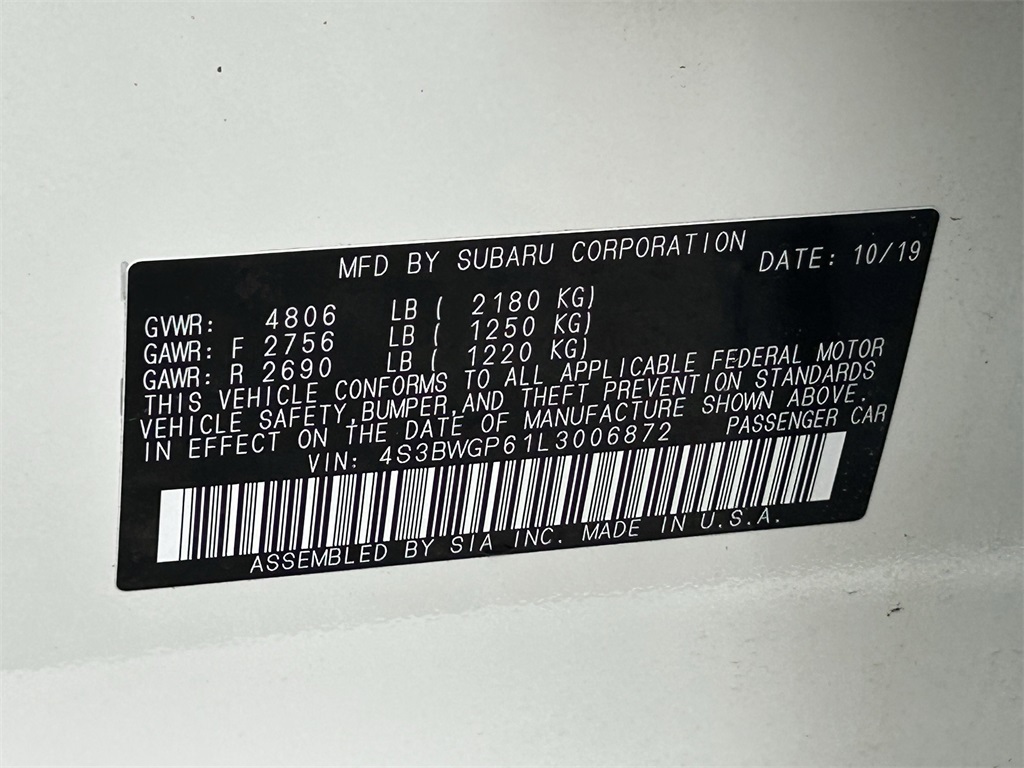 MFD BY SUBARU CORPORATION DATE: 10/19
GVWR: 4806 LB ( 2180 KG)
GAWR: F 2756 LB ( 1250 KG)
GAWR: R 2690 LB ( 1220 KG)
THIS VEHICLE CONFORMS TO ALL APPLICABLE FEDERAL MOTOR
VEHICLE SAFETY, BUMPER, AND THEFT PREVENTION STANDARDS
IN EFFECT ON THE DATE OF MANUFACTURE SHOWN ABOVE.
VIN: 4S3BWGP61L3006872 PASSENGER CAR
ASSEMBLED BY SIA INC. MADE IN U.S.A.